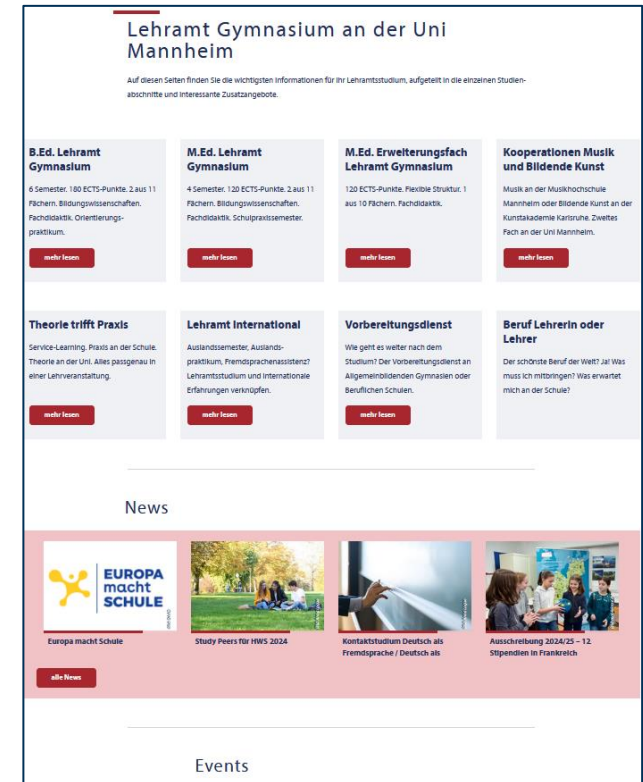 Lehramt Gymnasium an der Uni
Mannheim
Auf diesen Seiten finden Sie die wichtigsten Informationen für Ihr Lehramtsstudium, aufgeteilt in die einzelnen Studien-
abschnitte und interessante Zusatzangebote.
B.Ed. Lehramt
Gymnasium
6 Semester. 180 ECTS-Punkte. 2 aus 11
Fächern. Bildungswissenschaften.
Fachdidaktik. Orientierungs-
praktikum.
mehr lesen
M.Ed. Lehramt
Gymnasium
4 Semester. 120 ECTS-Punkte. 2 aus 11
Fächern. Bildungswissenschaften.
Fachdidaktik. Schulpraxissemester.
mehr lesen
M.Ed. Erweiterungsfach
Lehramt Gymnasium
120 ECTS-Punkte. Flexible Struktur. 1
aus 10 Fächern. Fachdidaktik.
mehr lesen
Kooperationen Musik
und Bildende Kunst
Musik an der Musikhochschule
Mannheim oder Bildende Kunst an der
Kunstakademie Karlsruhe. Zweites
Fach an der Uni Mannheim.
mehr lesen
Theorie trifft Praxis
Service-Learning. Praxis an der Schule.
Theorie an der Uni. Alles passgenau in
einer Lehrveranstaltung.
mehr lesen
Lehramt International
Auslandssemester, Auslands-
praktikum, Fremdsprachenassistenz?
Lehramtsstudium und internationale
Erfahrungen verknüpfen.
mehr lesen
Vorbereitungsdienst
Wie geht es weiter nach dem
Studium? Der Vorbereitungsdienst an
Allgemeinbildenden Gymnasien oder
Beruflichen Schulen.
mehr lesen
Beruf Lehrerin oder
Lehrer
Der schönste Beruf der Welt? Ja! Was
muss ich mitbringen? Was erwartet
mich an der Schule?
News
EUROPA
macht
SCHULE
Europa macht Schule
Study Peers für HWS 2024
Kontaktstudium Deutsch als
Fremdsprache / Deutsch als
Ausschreibung 2024/25 – 12
Stipendien in Frankreich
alle News
Events